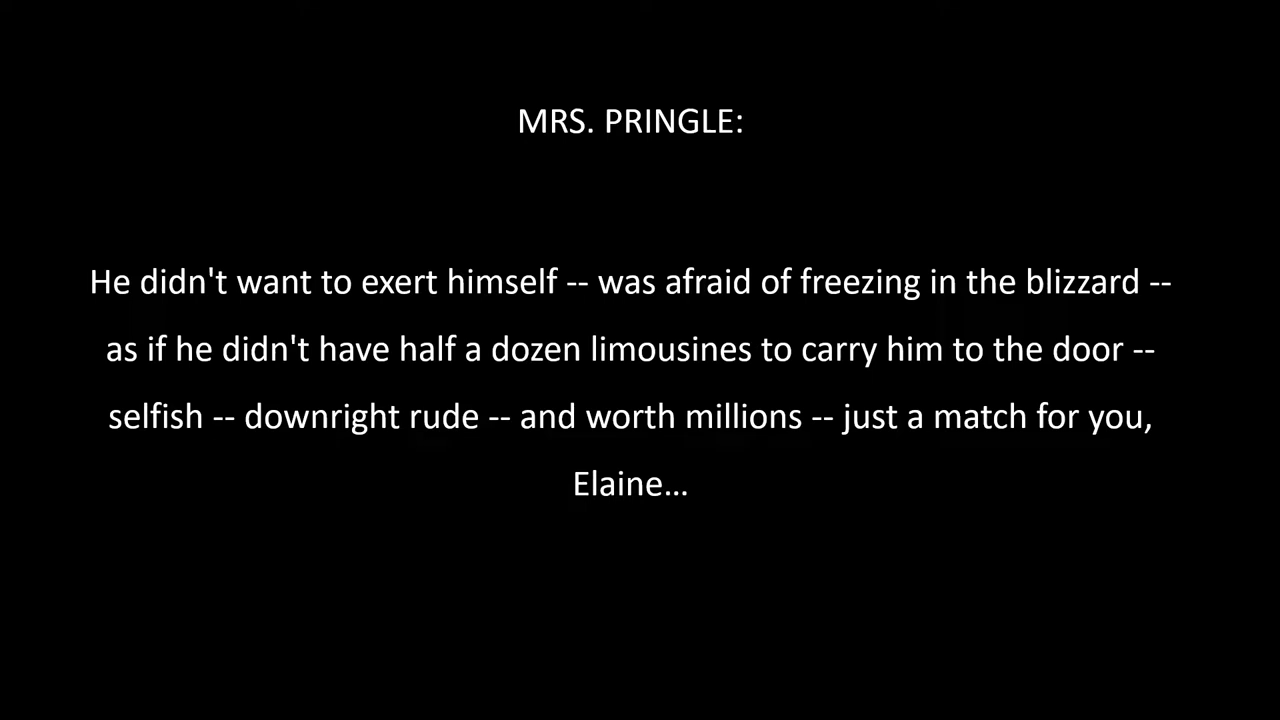 MRS. PRINGLE:
He didn't want to exert himself -- was afraid of freezing in the blizzard --
as if he didn't have half a dozen limousines to carry him to the door --
selfish -- downright rude -- and worth millions -- just a match for you,
Elaine…